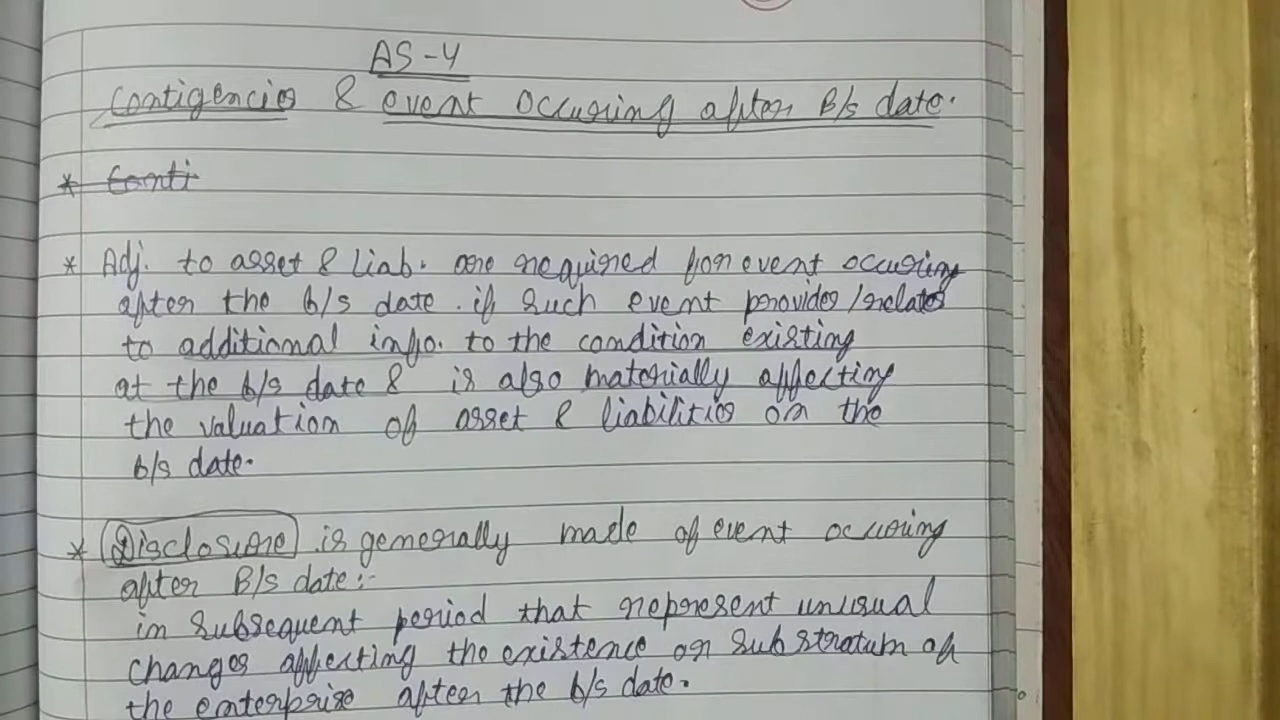 AS-4
Contigencies & event occuring after B/s date.
* Conti
* Adj. to asset & liab. are required for event occuring
after the b/s date. if such event provides/relates
to additional info. to the condition existing
at the b/s date & is also materially affecting
the valuation of asset & liabilities on the
b/s date.
* Disclosure is generally made of event occuring
after B/s date:-
in subsequent period that represent unusual
changes affecting the existence or substratum of
the enterprise after the b/s date.